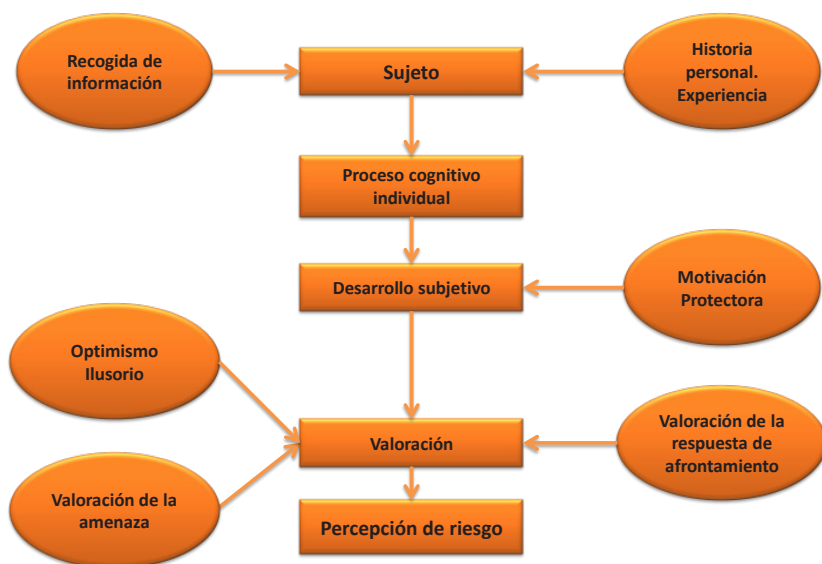 Recogida de
información
Sujeto
Historia
personal.
Experiencia
Proceso cognitivo
individual
Desarrollo subjetivo
Motivación
Protectora
Optimismo
Ilusorio
Valoración
Valoración de la
respuesta de
afrontamiento
Valoración de la
amenaza
Percepción de riesgo